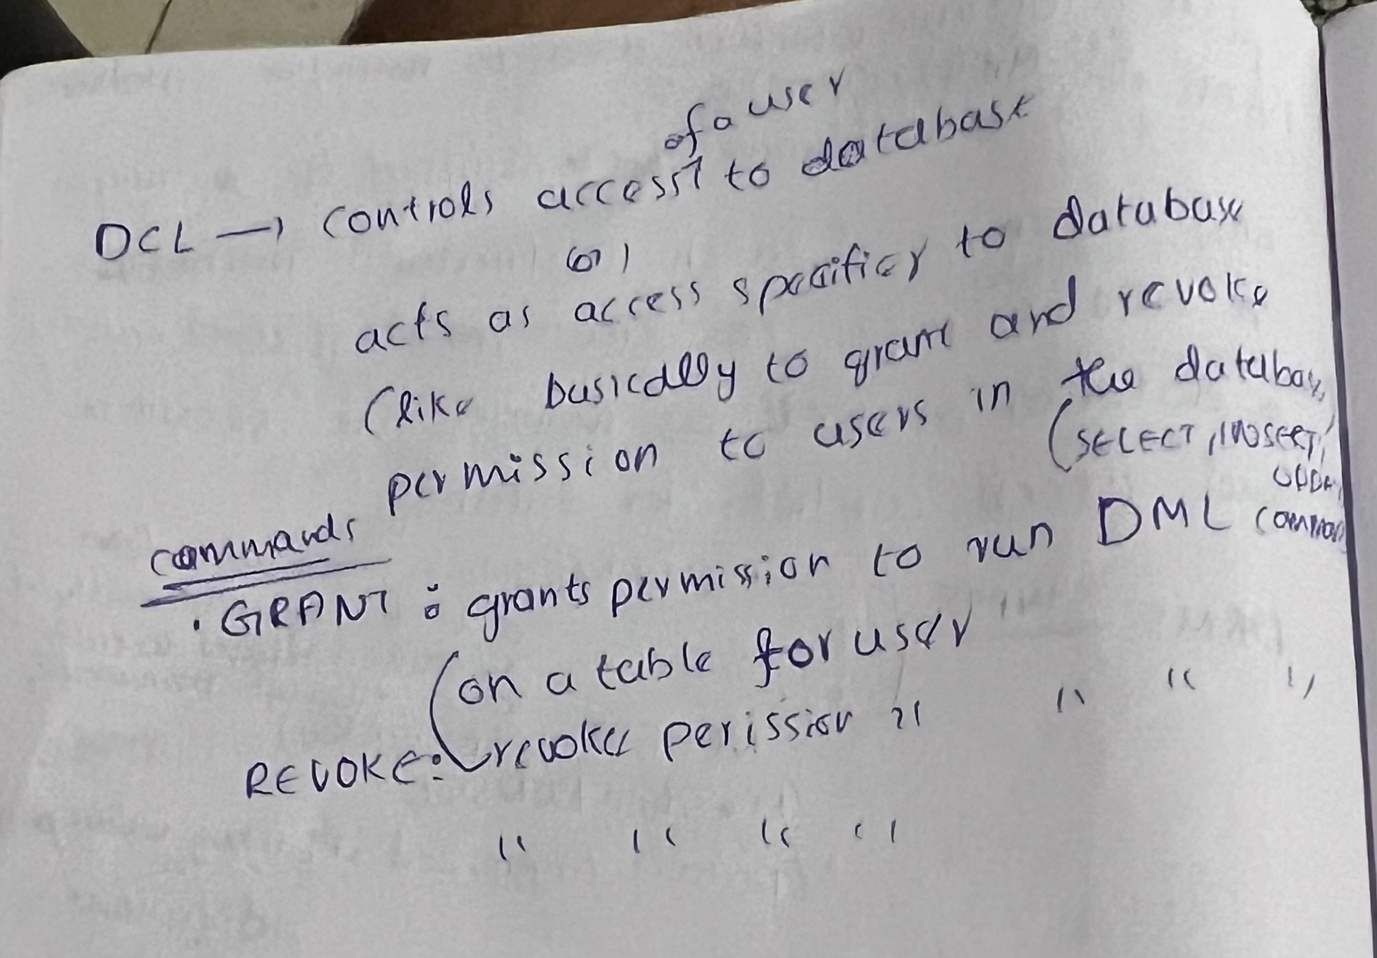 of a user
DCL → controls access↑ to database
(or)
acts as access specifier to database
(like basically to grant and revoke
permission to users in the database
(SELECT, INSERT,
commands
• GRANT : grants permission to run DML
(on a table for user
REVOKE: revokes perission " " " "
" " " "